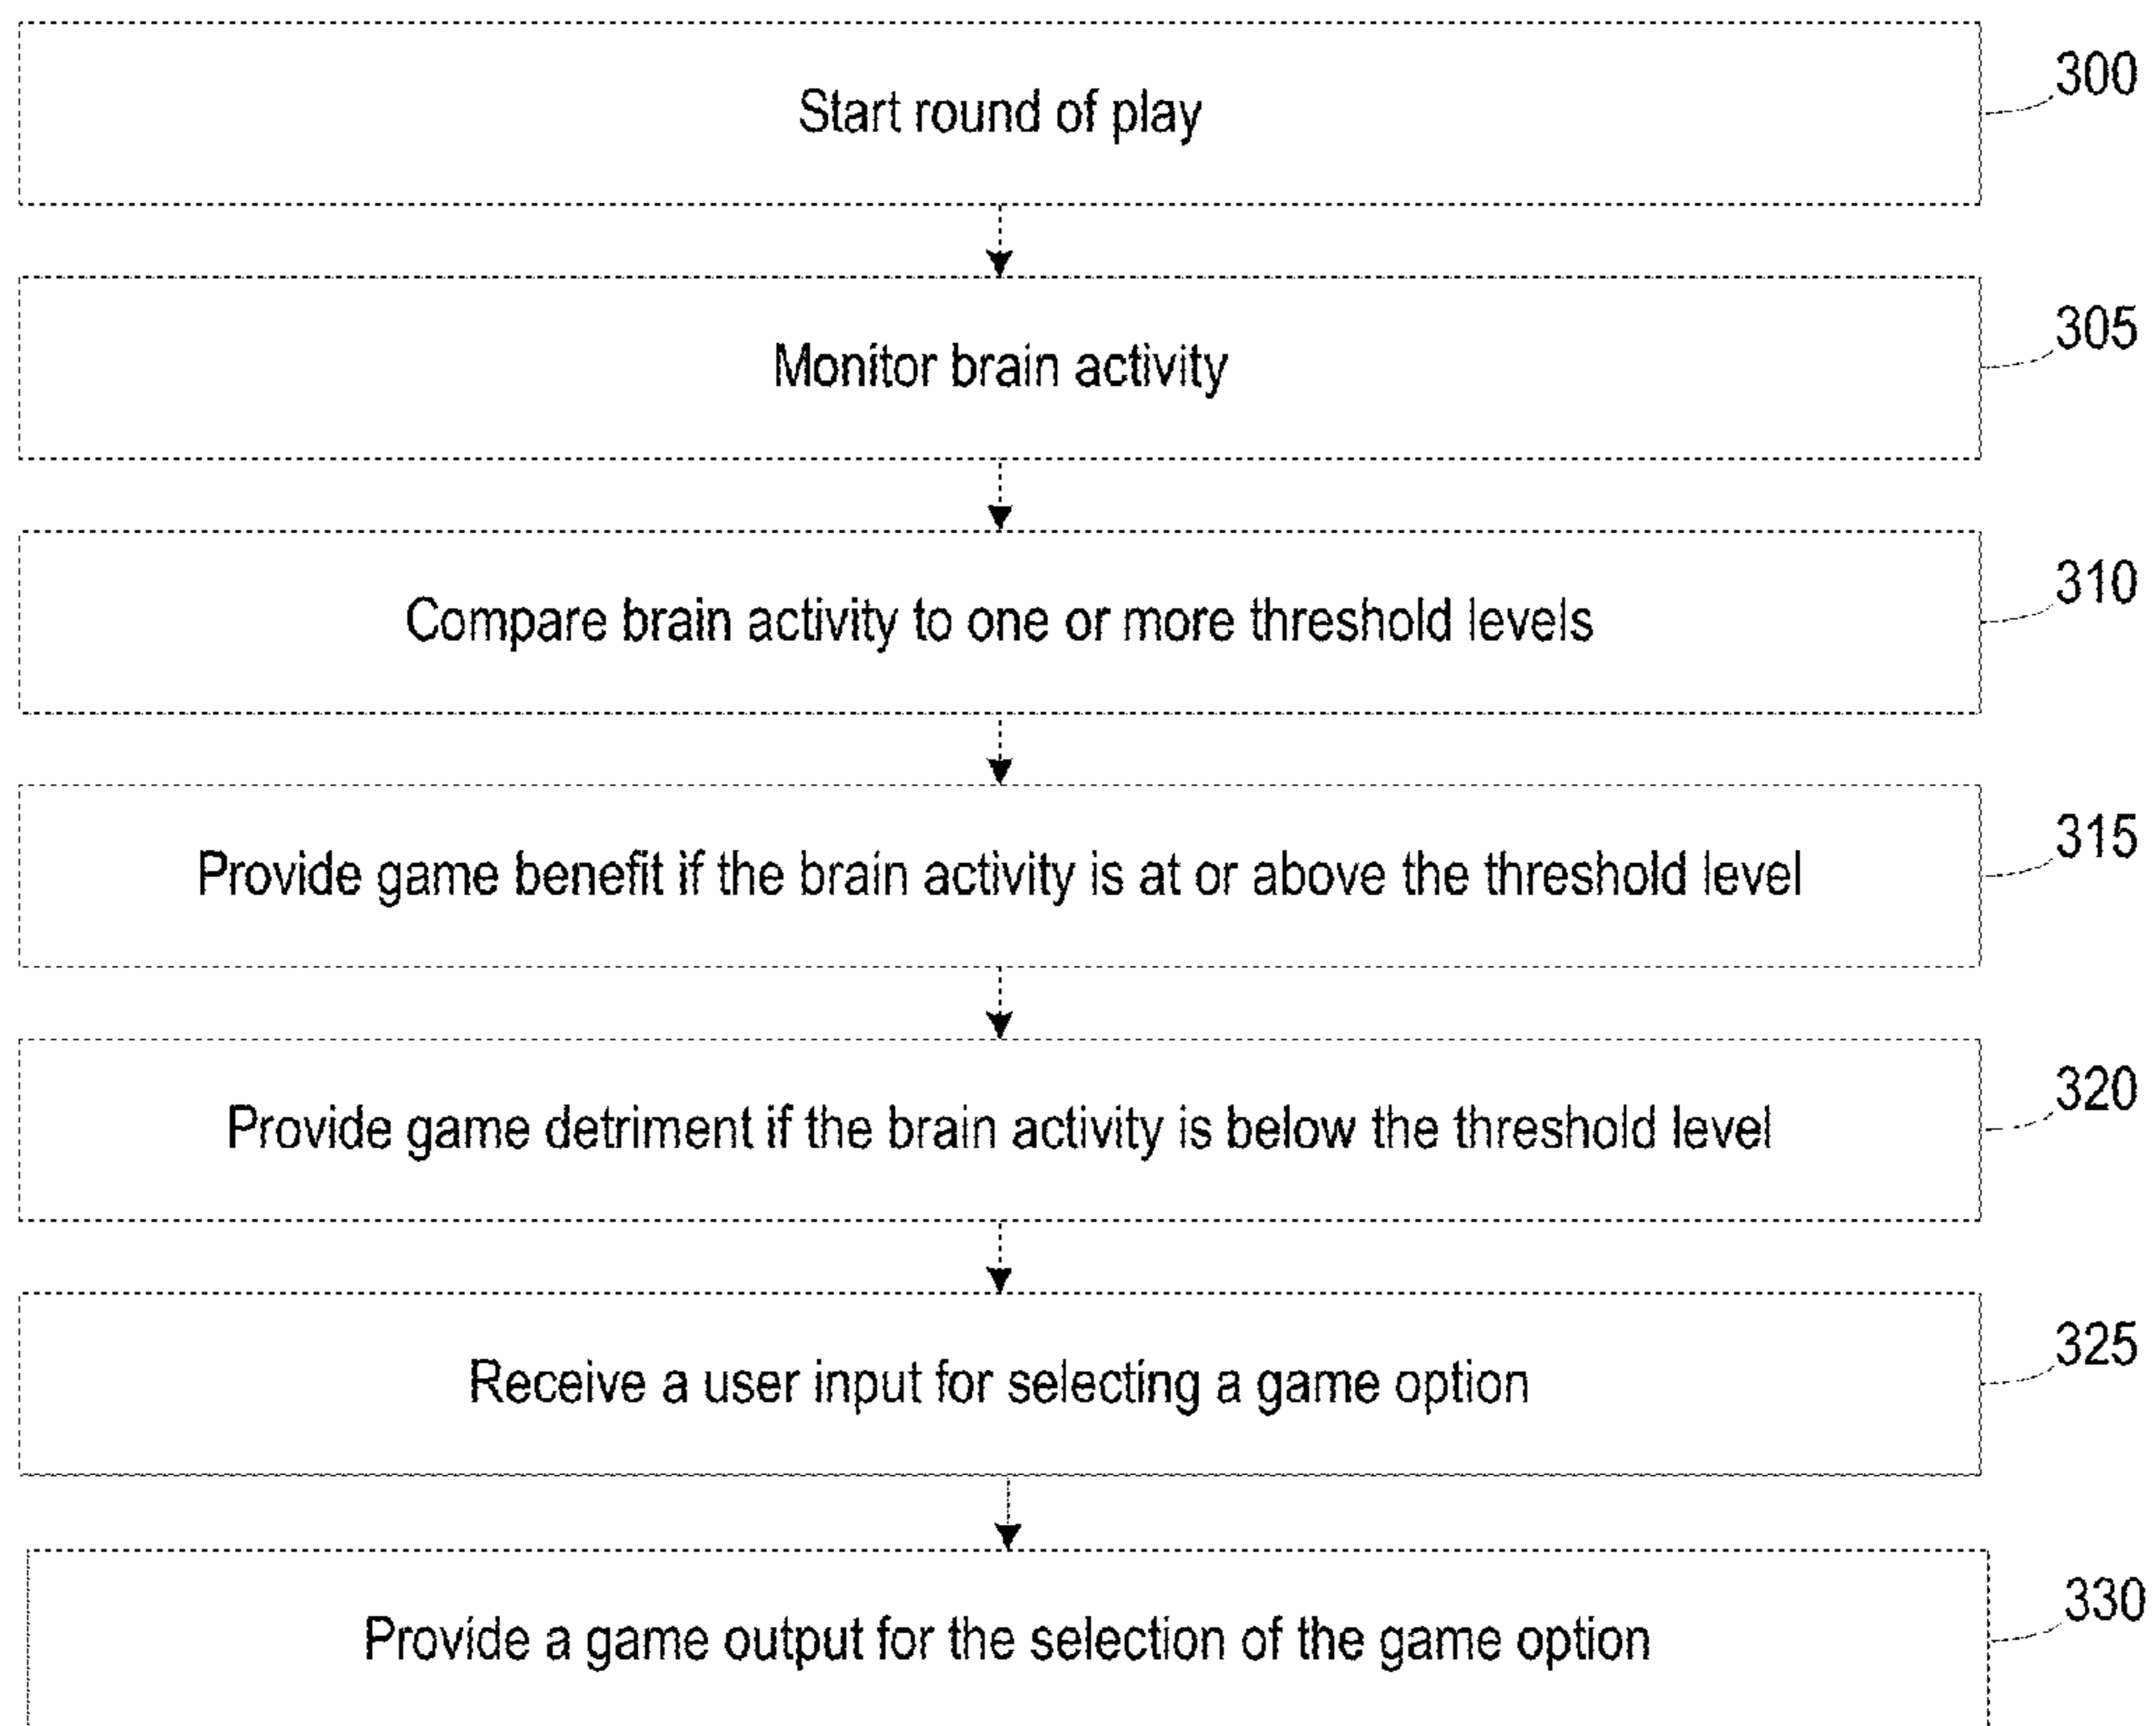 Start round of play
300
Monitor brain activity
305
Compare brain activity to one or more threshold levels
310
Provide game benefit if the brain activity is at or above the threshold level
315
Provide game detriment if the brain activity is below the threshold level
320
Receive a user input for selecting a game option
325
Provide a game output for the selection of the game option
330